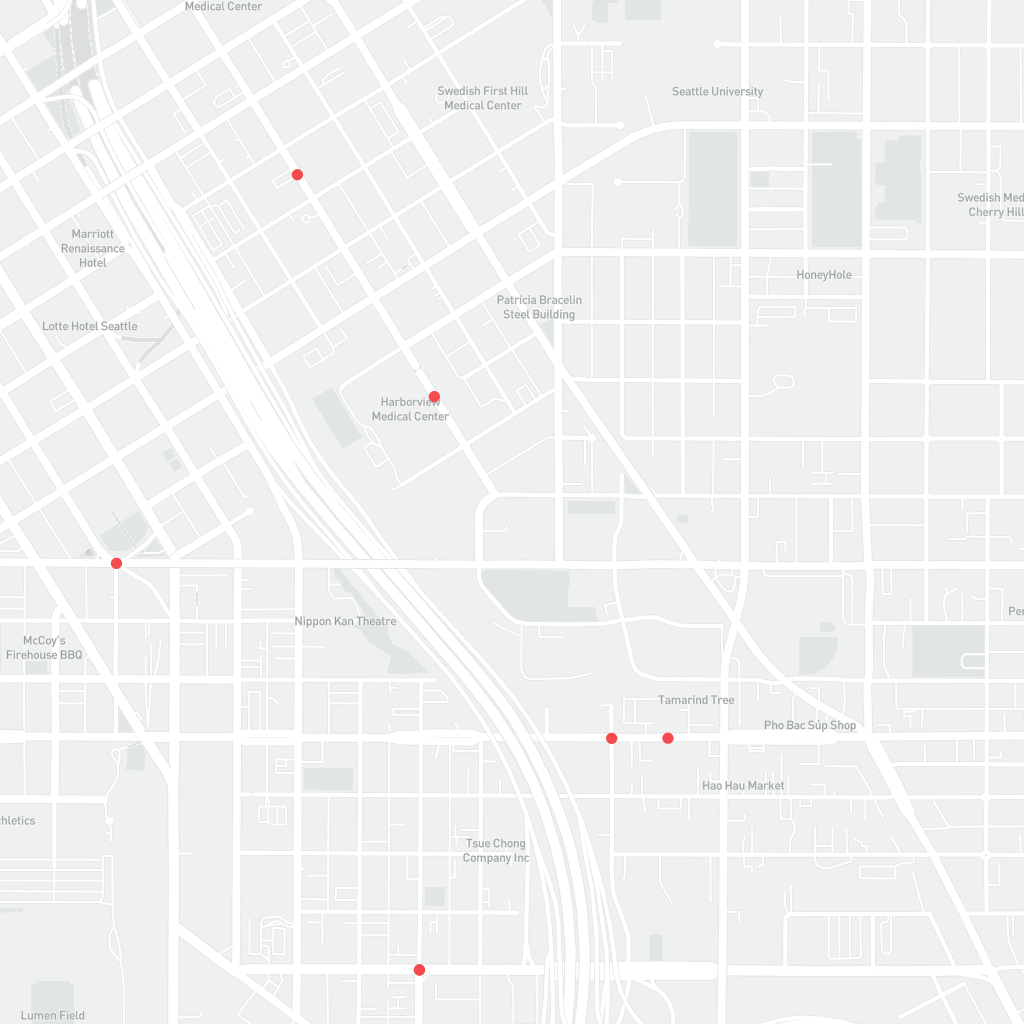 Medical Center
Swedish First Hill
Medical Center
Seattle University
Swedish Med
Cherry Hill
Marriott
Renaissance
Hotel
HoneyHole
Patricia Bracelin
Steel Building
Lotte Hotel Seattle
Harborview
Medical Center
Nippon Kan Theatre
McCoy's
Firehouse BBQ
Per
Tamarind Tree
Pho Bac Súp Shop
Hao Hau Market
hletics
Tsue Chong
Company Inc
Lumen Field